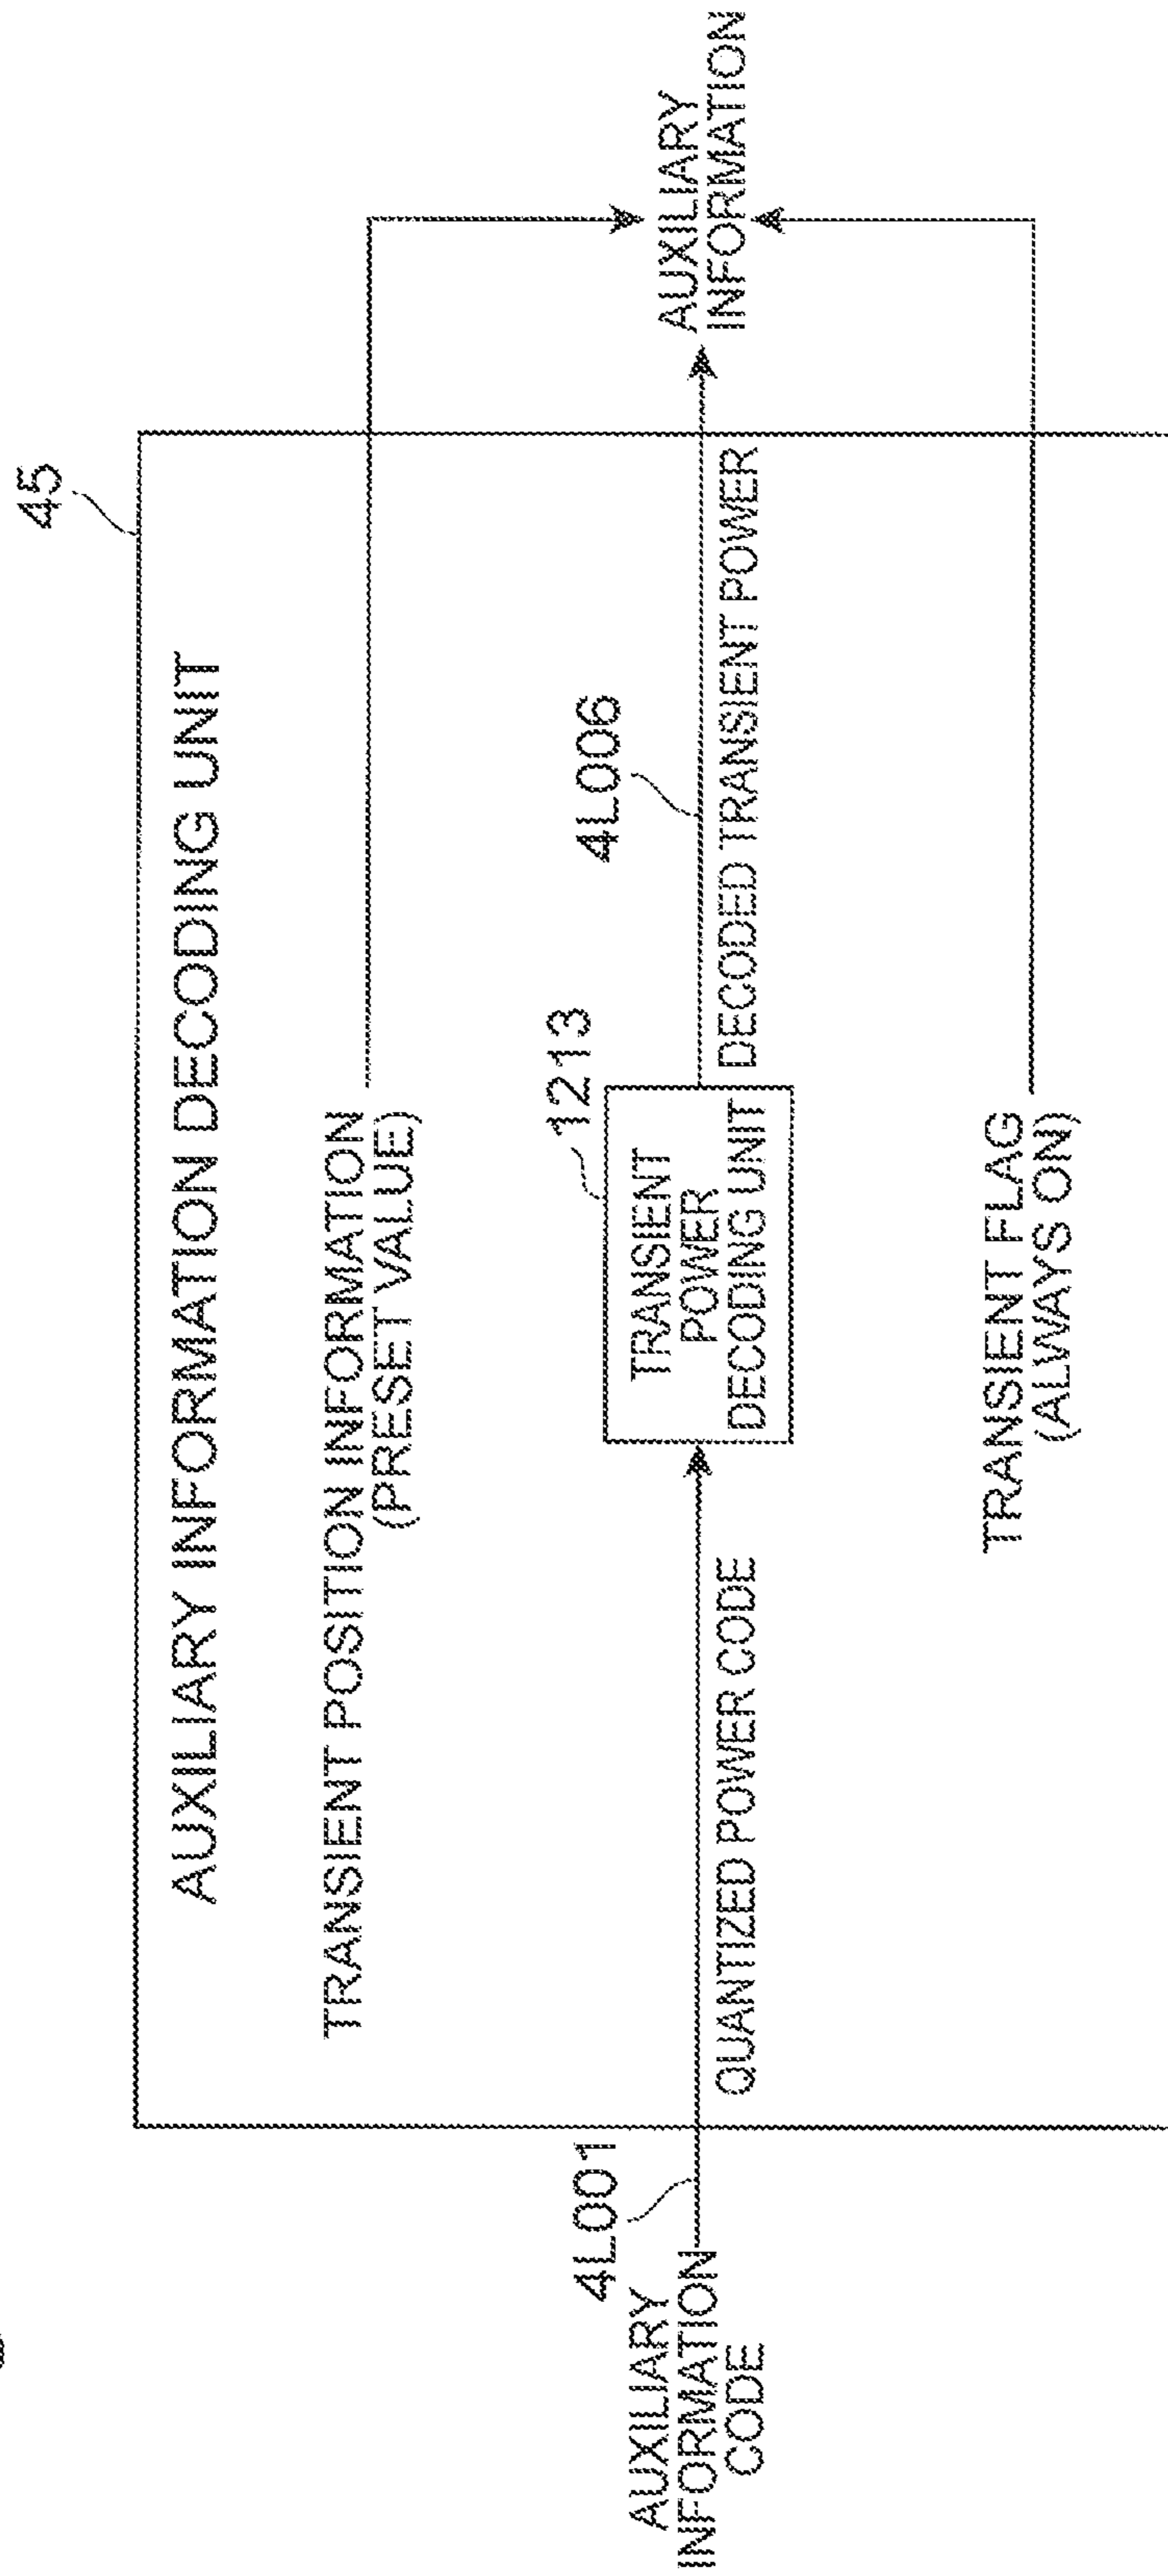 45
AUXILIARY INFORMATION DECODING UNIT
TRANSIENT POSITION INFORMATION
(PRESET VALUE)
4L001
AUXILIARY
INFORMATION
CODE
QUANTIZED POWER CODE
1213
TRANSIENT
POWER
DECODING UNIT
4L006
DECODED TRANSIENT POWER
AUXILIARY
INFORMATION
TRANSIENT FLAG
(ALWAYS ON)